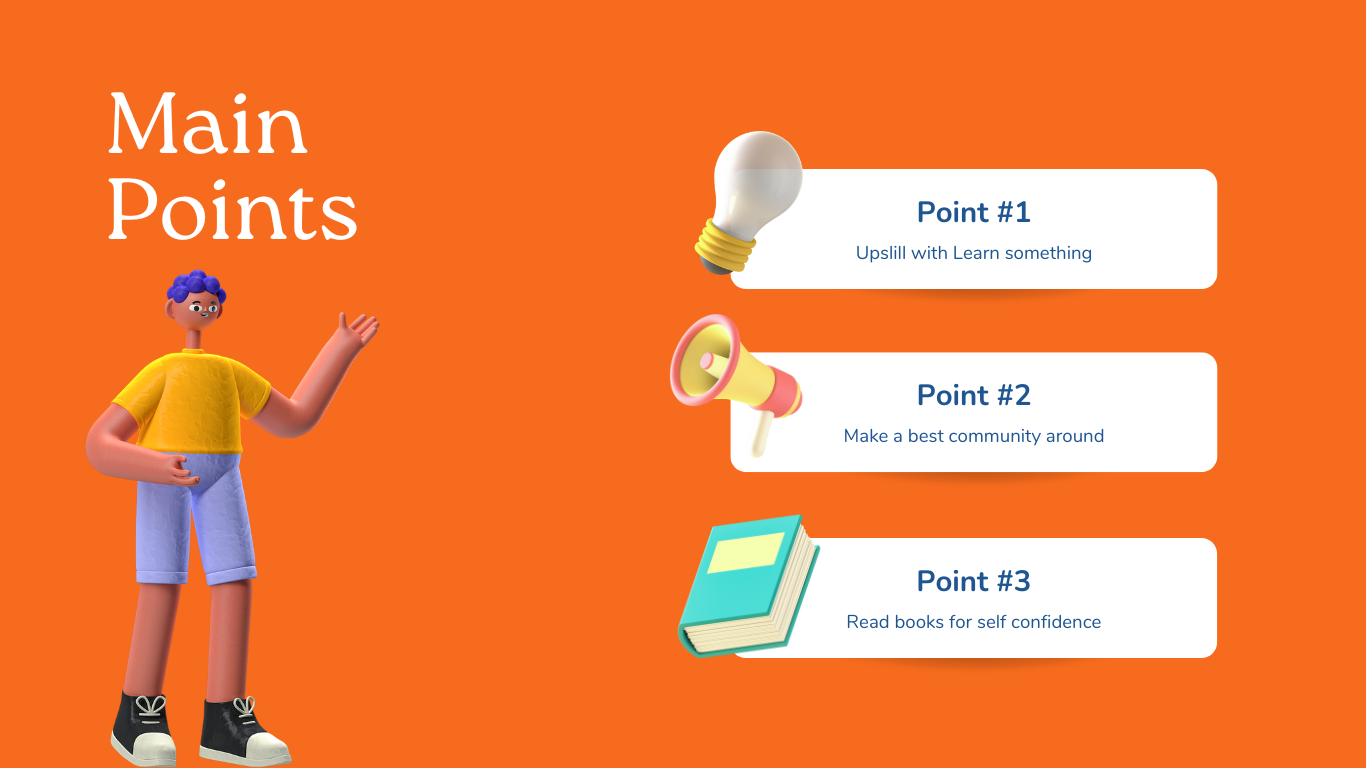 Main
Points
Point #1
Upslill with Learn something
Point #2
Make a best community around
Point #3
Read books for self confidence